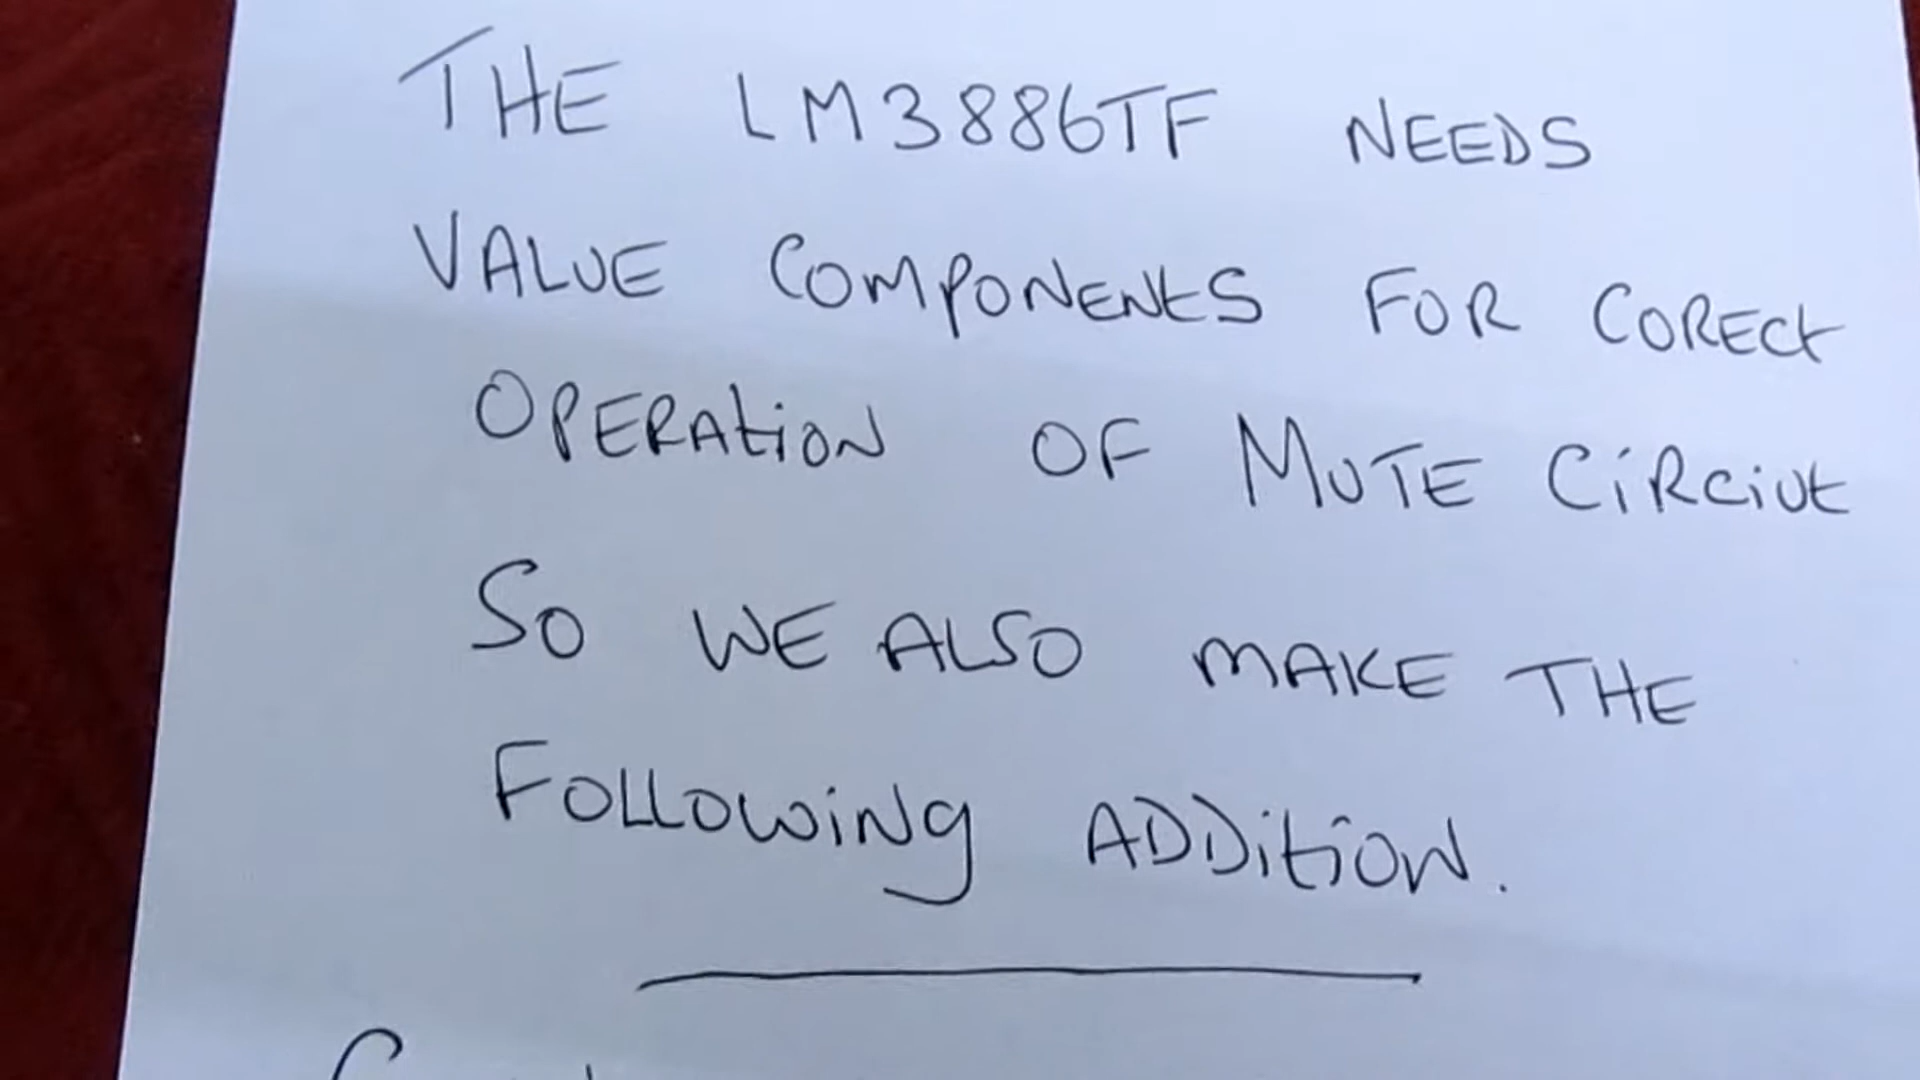 THE LM3886TF NEEDS
VALUE COMPONENtS FOR CORECt
OPERAtiON OF MUTE CiRCiUt
SO WE ALSO MAKE THE
FOLLOWiNg ADDitiON.